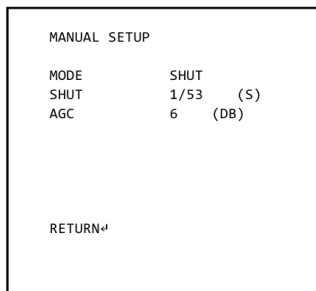 MANUAL SETUP
MODE SHUT
SHUT 1/53 (S)
AGC 6 (DB)
RETURN↵